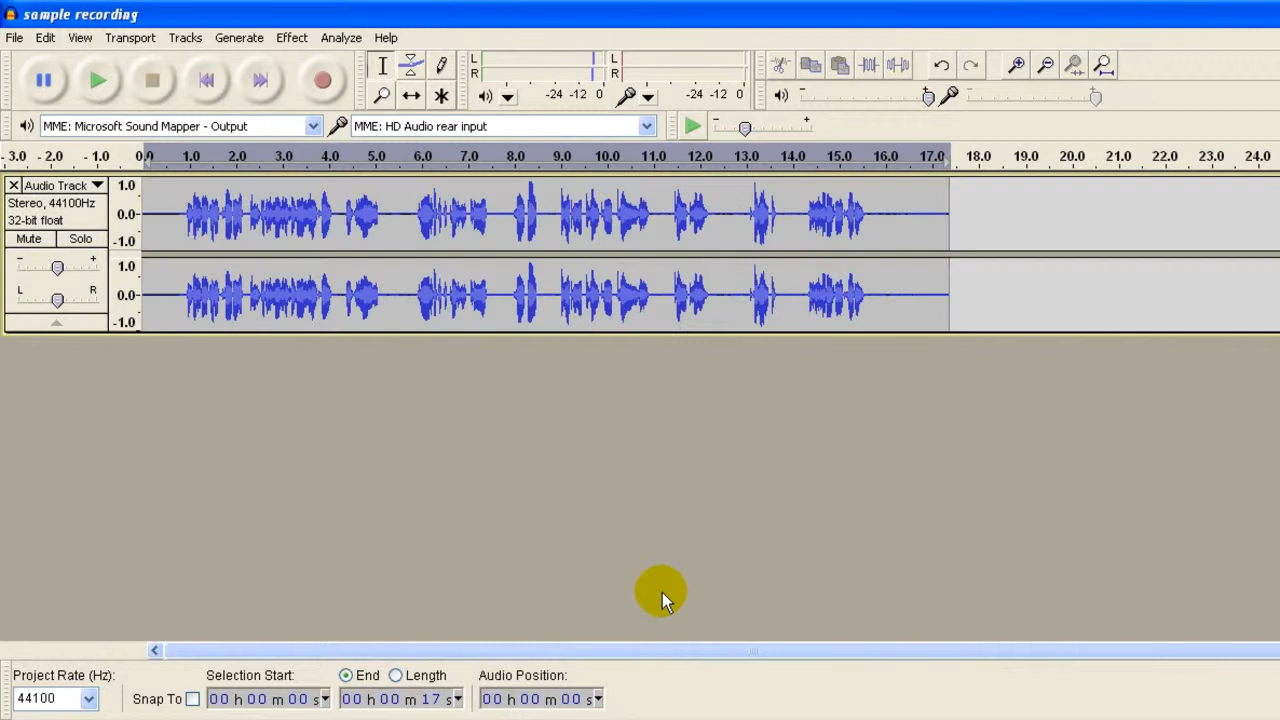 sample recording
File Edit View Transport Tracks Generate Effect Analyze Help
L L
R R
-24 -12 0 -24 -12 0
- + - +
MME: Microsoft Sound Mapper - Output MME: HD Audio rear input - +
- 3.0 - 2.0 - 1.0 0.0 1.0 2.0 3.0 4.0 5.0 6.0 7.0 8.0 9.0 10.0 11.0 12.0 13.0 14.0 15.0 16.0 17.0 18.0 19.0 20.0 21.0 22.0 23.0 24.0
Audio Track 1.0
Stereo, 44100Hz
32-bit float 0.0
Mute Solo -1.0
- + 1.0
L R 0.0
-1.0
Project Rate (Hz): Selection Start: End Length Audio Position:
44100 Snap To 00 h 00 m 00 s 00 h 00 m 17 s 00 h 00 m 00 s